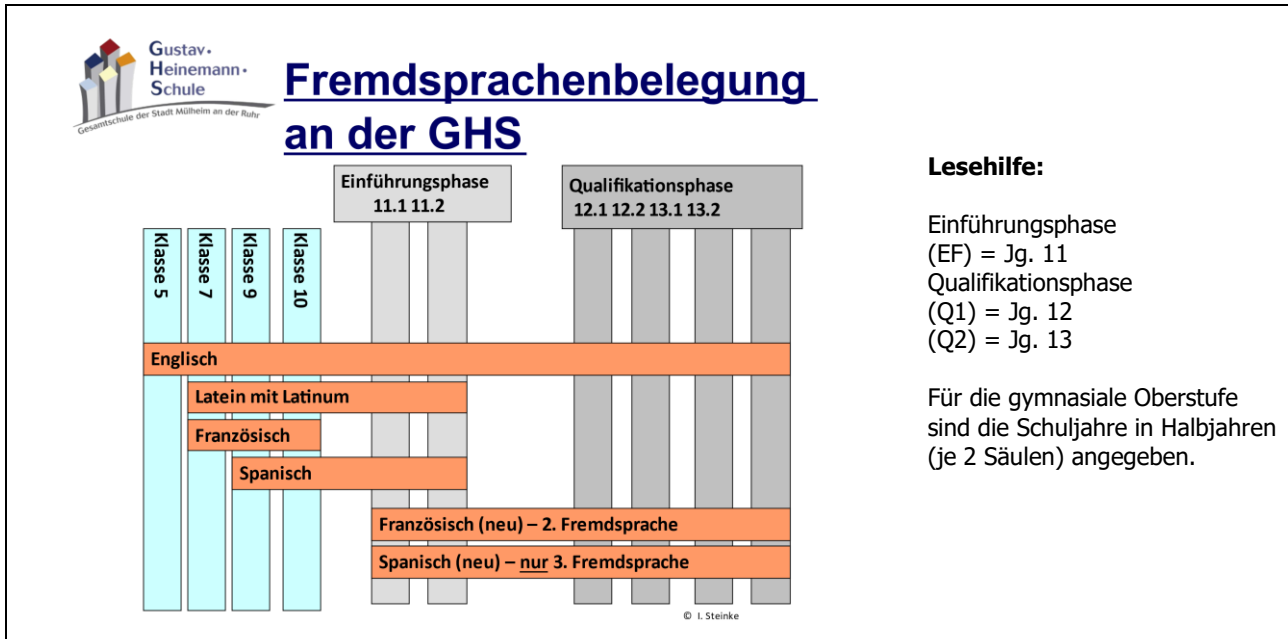 Gustav·
Heinemann·
Schule
Gesamtschule der Stadt Mülheim an der Ruhr
Fremdsprachenbelegung
an der GHS
Einführungsphase
11.1 11.2
Qualifikationsphase
12.1 12.2 13.1 13.2
Klasse 5
Klasse 7
Klasse 9
Klasse 10
Englisch
Latein mit Latinum
Französisch
Spanisch
Französisch (neu) – 2. Fremdsprache
Spanisch (neu) – nur 3. Fremdsprache
© I. Steinke
Lesehilfe:
Einführungsphase
(EF) = Jg. 11
Qualifikationsphase
(Q1) = Jg. 12
(Q2) = Jg. 13
Für die gymnasiale Oberstufe
sind die Schuljahre in Halbjahren
(je 2 Säulen) angegeben.